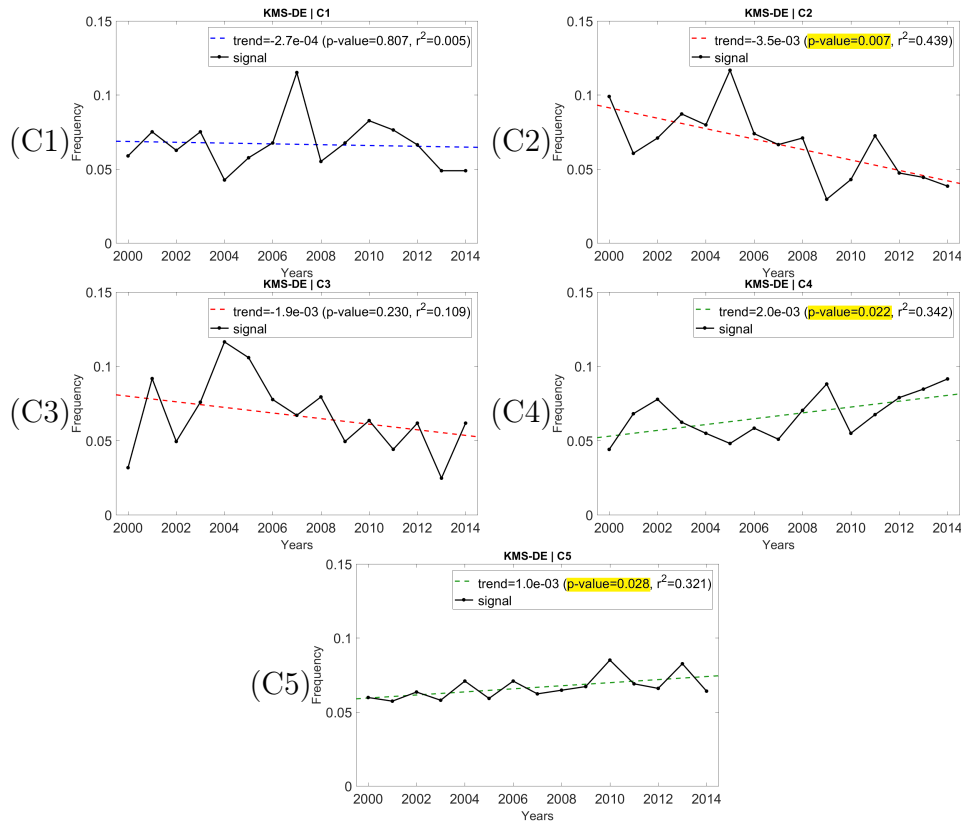 KMS-DE | C1
trend=-2.7e-04 (p-value=0.807, r²=0.005)
signal
0.15
0.1
0.05
0
Frequency
(C1)
2000 2002 2004 2006 2008 2010 2012 2014
Years
KMS-DE | C2
trend=-3.5e-03 (p-value=0.007, r²=0.439)
signal
0.15
0.1
0.05
0
Frequency
(C2)
2000 2002 2004 2006 2008 2010 2012 2014
Years
KMS-DE | C3
trend=-1.9e-03 (p-value=0.230, r²=0.109)
signal
0.15
0.1
0.05
0
Frequency
(C3)
2000 2002 2004 2006 2008 2010 2012 2014
Years
KMS-DE | C4
trend=2.0e-03 (p-value=0.022, r²=0.342)
signal
0.15
0.1
0.05
0
Frequency
(C4)
2000 2002 2004 2006 2008 2010 2012 2014
Years
KMS-DE | C5
trend=1.0e-03 (p-value=0.028, r²=0.321)
signal
0.15
0.1
0.05
0
Frequency
(C5)
2000 2002 2004 2006 2008 2010 2012 2014
Years